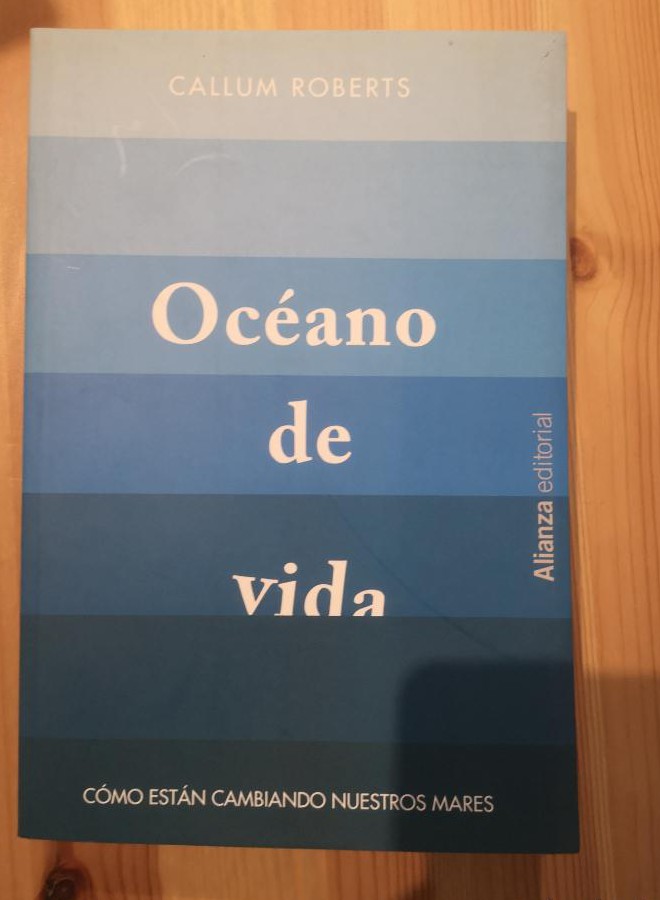 CALLUM ROBERTS
Océano
de
vida
Alianza editorial
CÓMO ESTÁN CAMBIANDO NUESTROS MARES